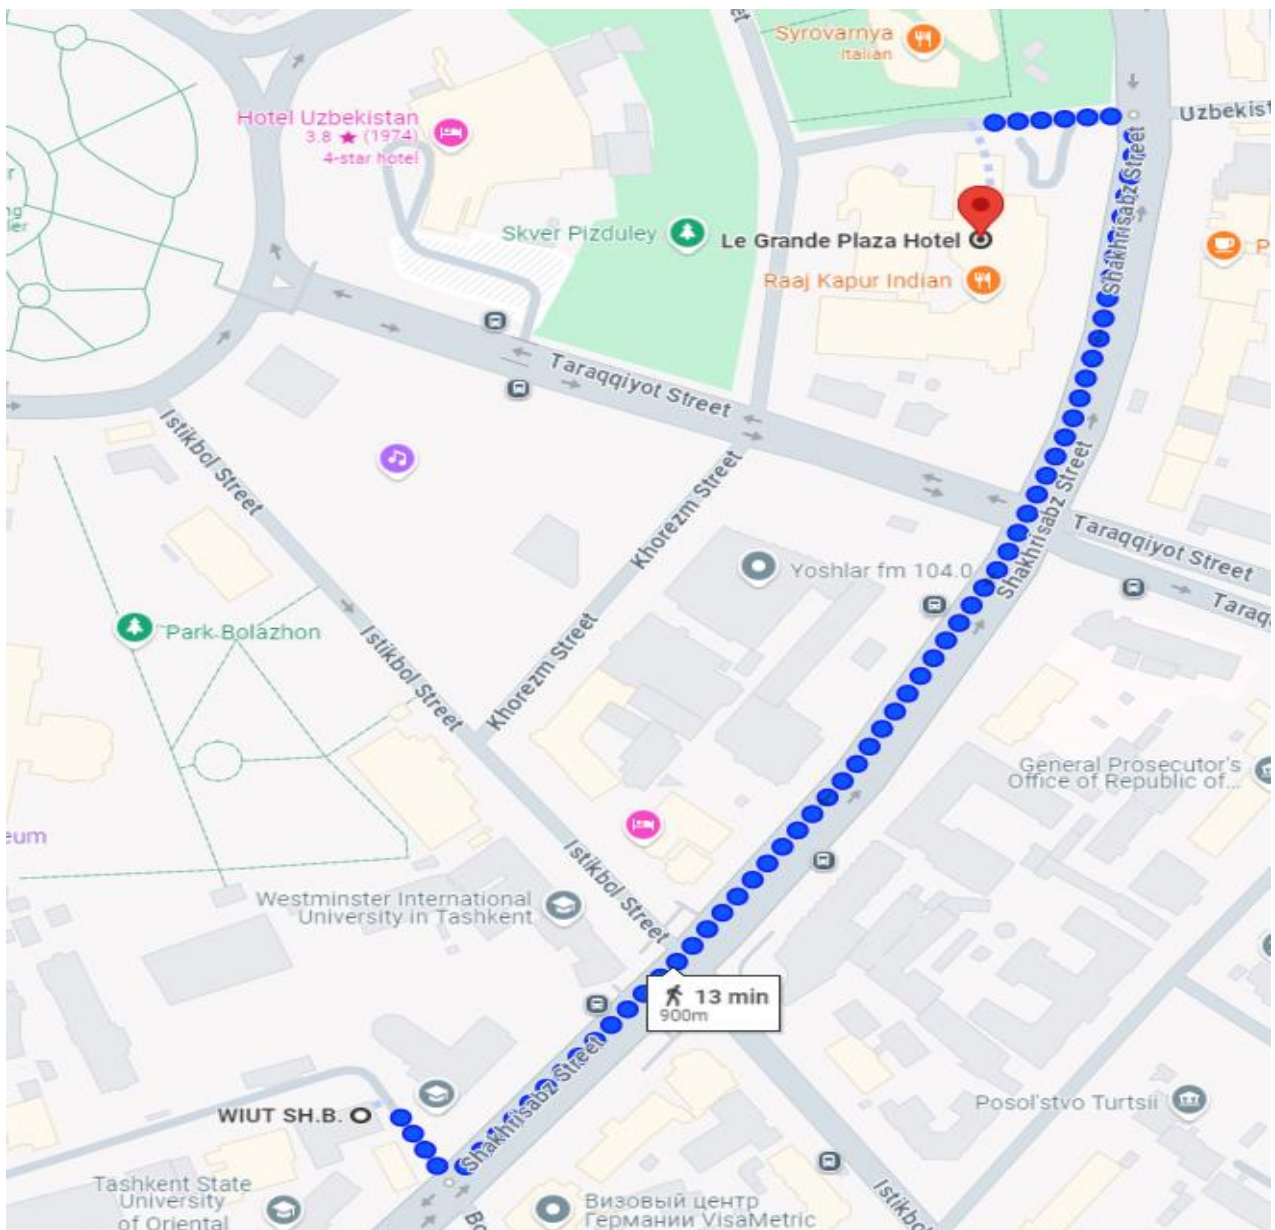 Syrovarnya
Italian
Hotel Uzbekistan
3.8 ★ (1974)
4-star hotel
Shakhrisabz Street
Skver Pizduley
Le Grande Plaza Hotel
Raaj Kapur Indian
Taraqqiyot Street
Istikbol Street
Khorezm Street
Shakhrisabz Street
Taraqqiyot Street
Yoshlar fm 104.0
Park Bolazhon
Istikbol Street
Khorezm Street
General Prosecutor's
Office of Republic of...
Istikbol Street
Westminster International
University in Tashkent
13 min
900m
Shakhrisabz Street
WIUT SH.B.
Posol'stvo Turtsii
Tashkent State
University
of Oriental
Визовый центр
Германии VisaMetric